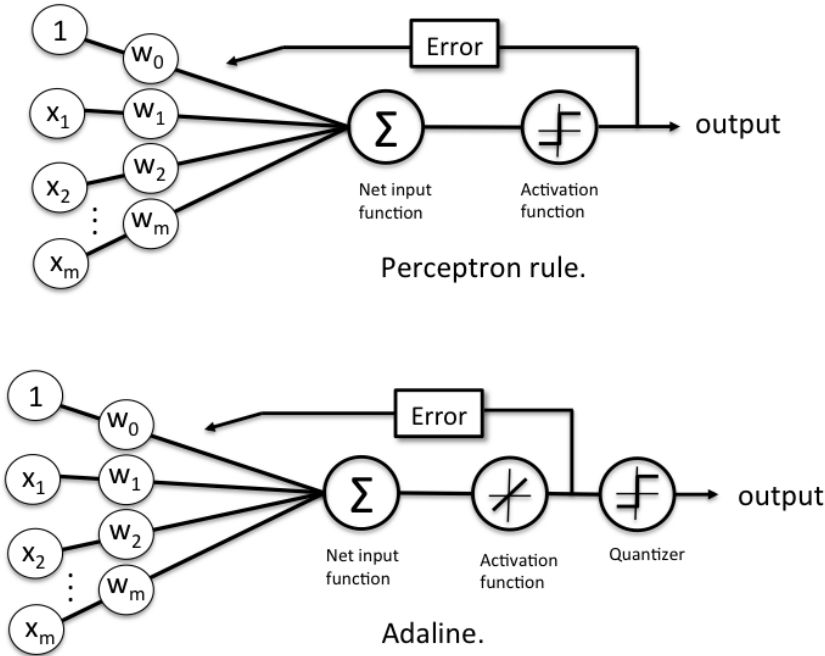 1
w0
Error
x1
w1
Σ
output
x2
w2
Net input
function
Activation
function
⋮
wm
xm
Perceptron rule.
1
w0
Error
x1
w1
Σ
output
x2
w2
Net input
function
Activation
function
Quantizer
⋮
wm
xm
Adaline.